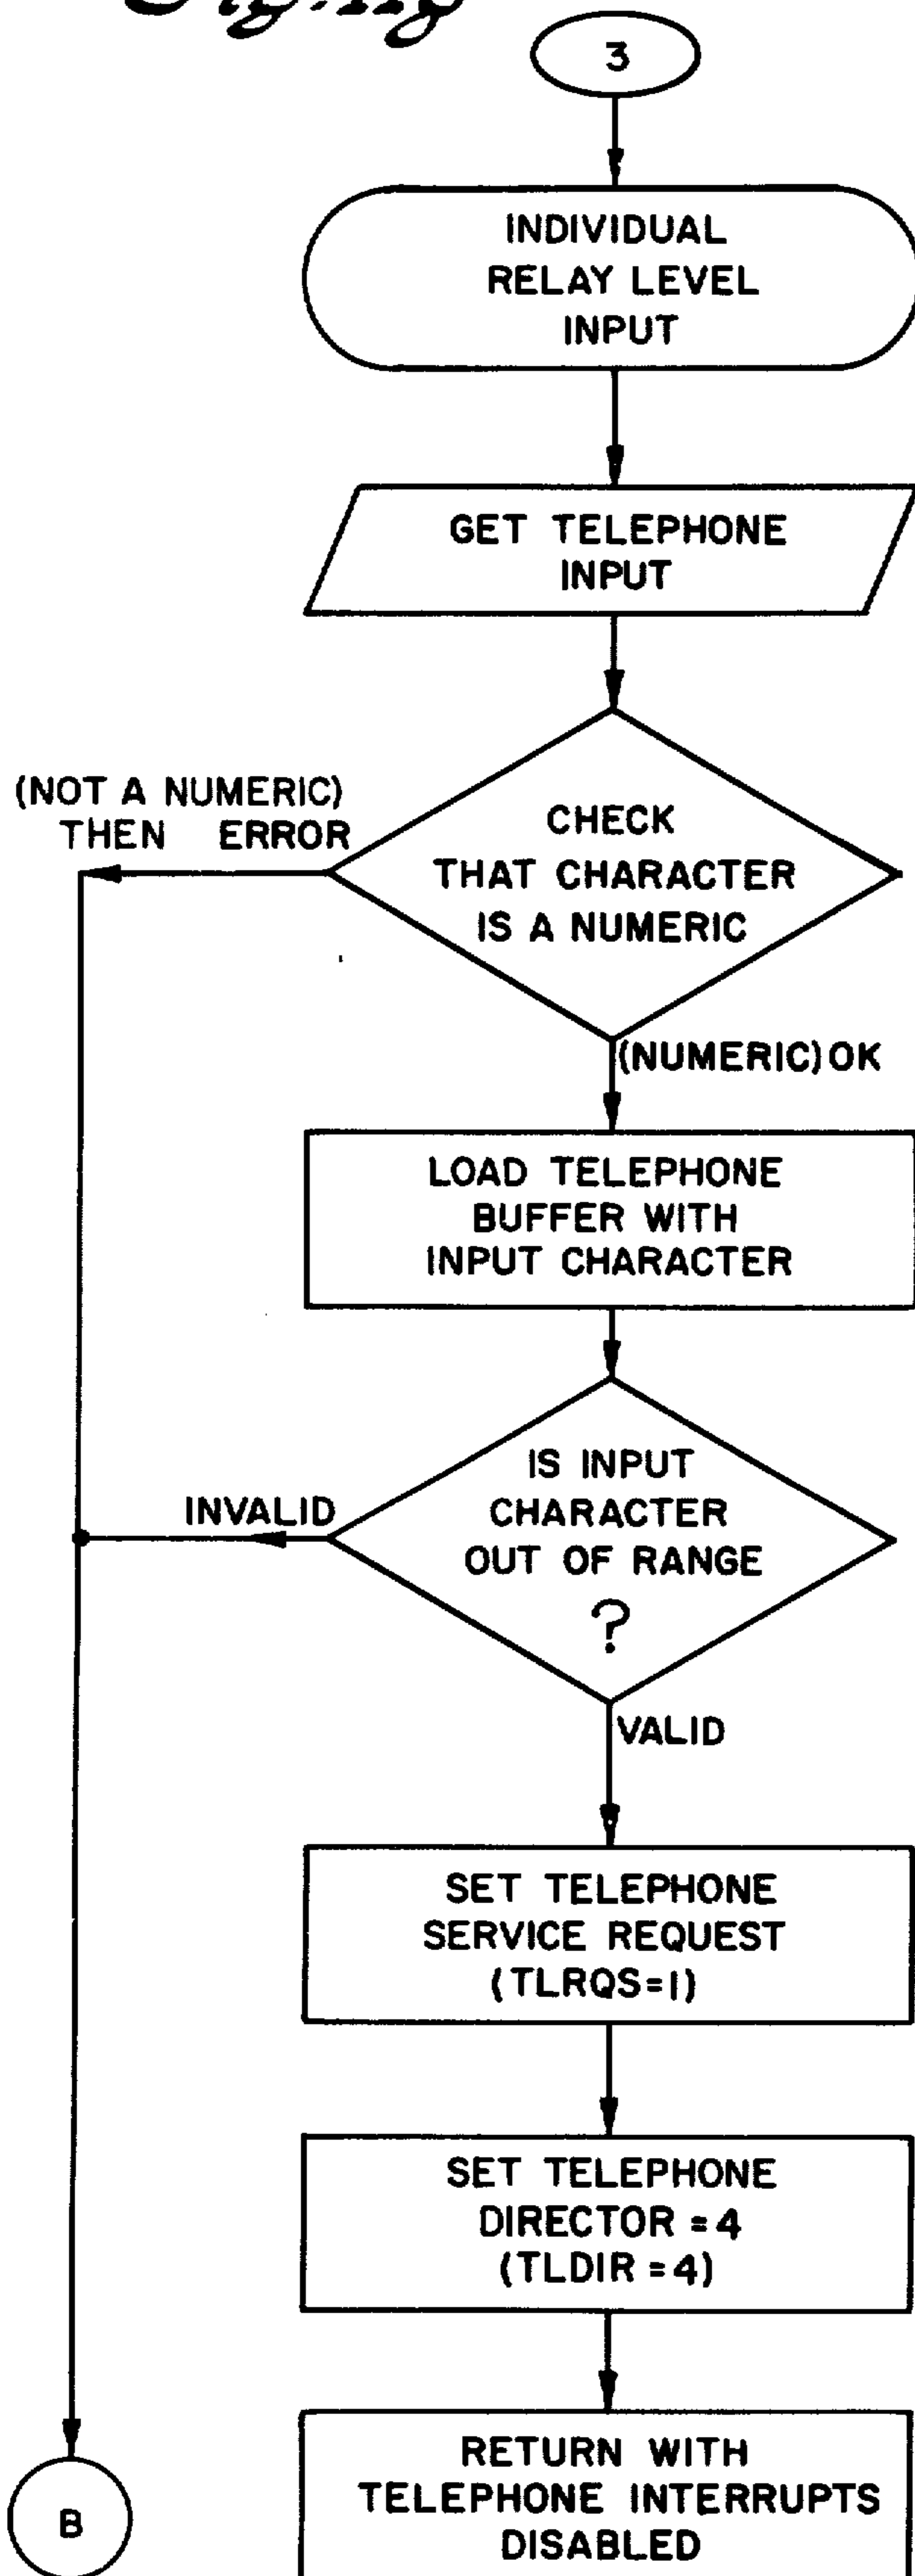 3
INDIVIDUAL
RELAY LEVEL
INPUT
GET TELEPHONE
INPUT
(NOT A NUMERIC)
THEN ERROR
CHECK
THAT CHARACTER
IS A NUMERIC
(NUMERIC) OK
LOAD TELEPHONE
BUFFER WITH
INPUT CHARACTER
INVALID
IS INPUT
CHARACTER
OUT OF RANGE
?
VALID
SET TELEPHONE
SERVICE REQUEST
(TLRQS=1)
SET TELEPHONE
DIRECTOR = 4
(TLDIR = 4)
RETURN WITH
TELEPHONE INTERRUPTS
DISABLED
B